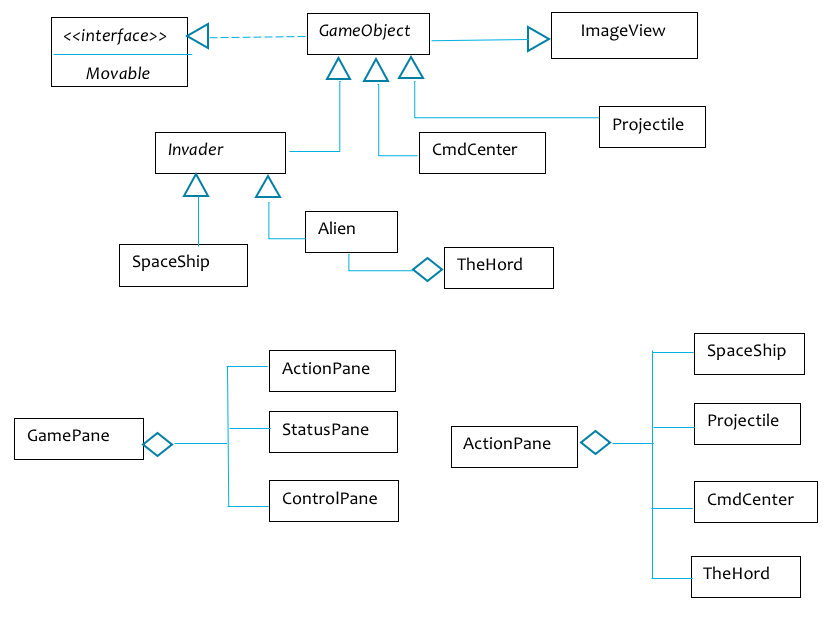 <<interface>>
Movable
GameObject
ImageView
Projectile
Invader
CmdCenter
Alien
SpaceShip
TheHord
ActionPane
GamePane
StatusPane
ControlPane
SpaceShip
Projectile
ActionPane
CmdCenter
TheHord